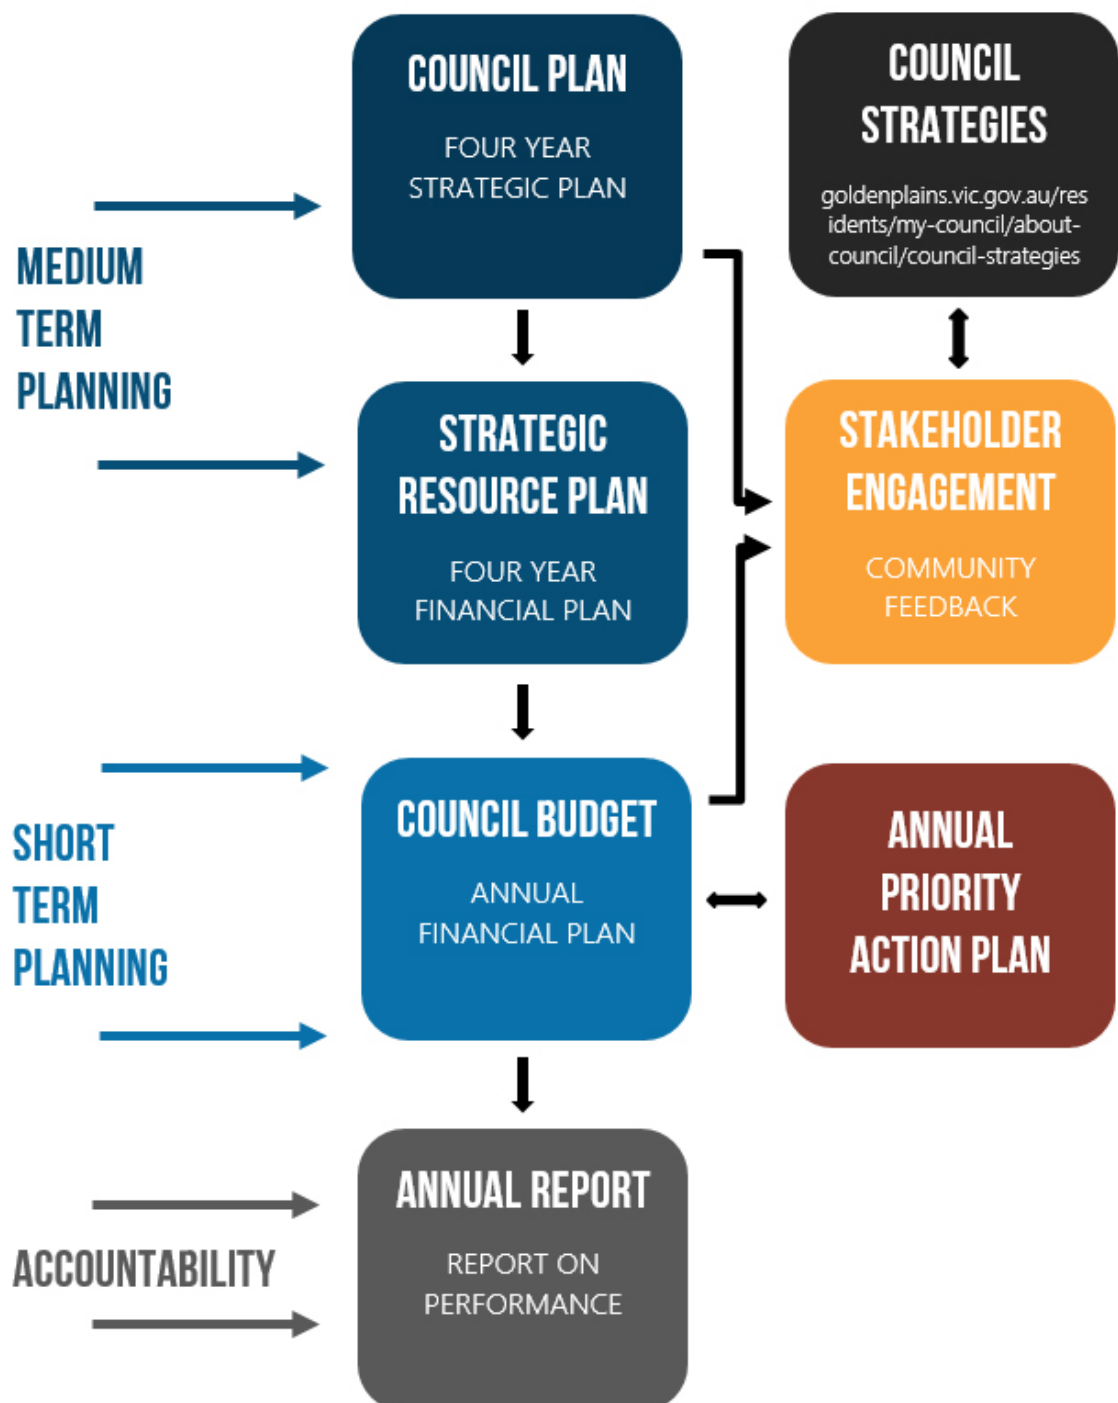 COUNCIL PLAN
FOUR YEAR
STRATEGIC PLAN
COUNCIL
STRATEGIES
goldenplains.vic.gov.au/res
idents/my-council/about-
council/council-strategies
MEDIUM
TERM
PLANNING
STRATEGIC
RESOURCE PLAN
FOUR YEAR
FINANCIAL PLAN
STAKEHOLDER
ENGAGEMENT
COMMUNITY
FEEDBACK
SHORT
TERM
PLANNING
COUNCIL BUDGET
ANNUAL
FINANCIAL PLAN
ANNUAL
PRIORITY
ACTION PLAN
ACCOUNTABILITY
ANNUAL REPORT
REPORT ON
PERFORMANCE